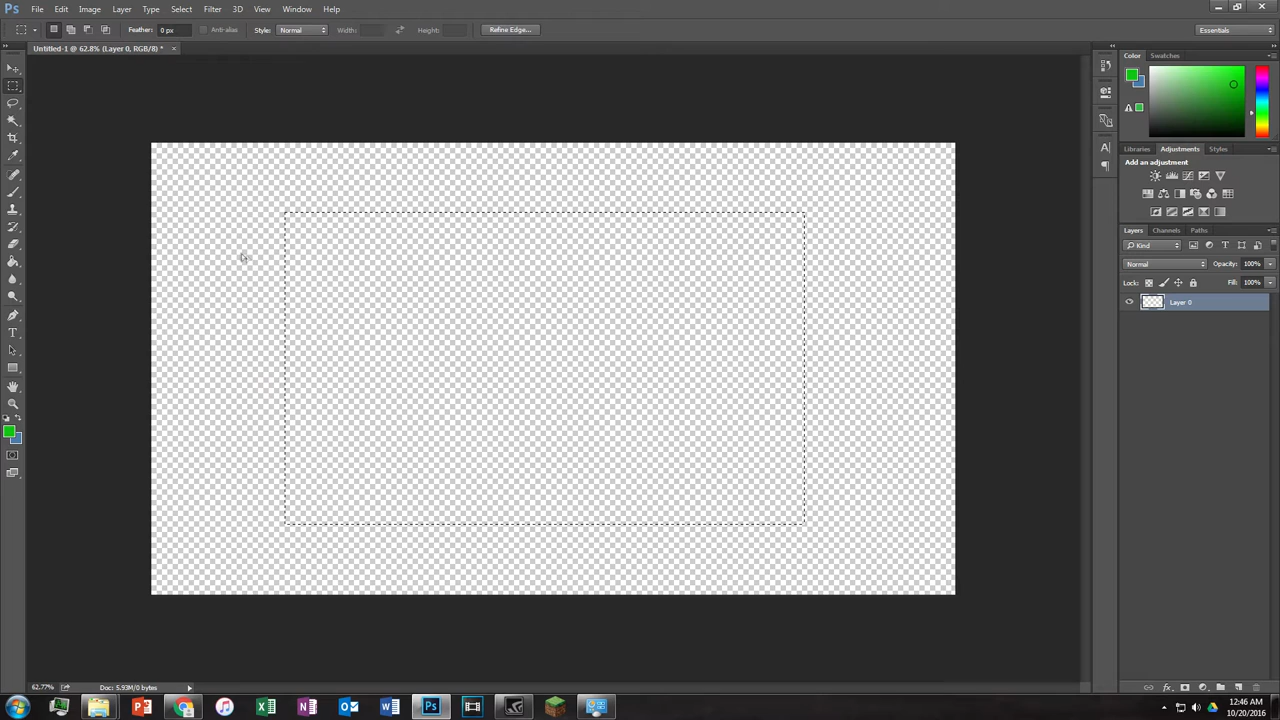 Ps File Edit Image Layer Type Select Filter 3D View Window Help
Feather: 0 px Anti-alias Style: Normal Width: Height: Refine Edge... Essentials
Untitled-1 @ 62.8% (Layer 0, RGB/8) * ×
Color Swatches
Libraries Adjustments Styles
Add an adjustment
Layers Channels Paths
Kind
Normal Opacity: 100%
Lock: Fill: 100%
Layer 0
62.77% Doc: 5.93M/0 bytes
12:46 AM
10/20/2016